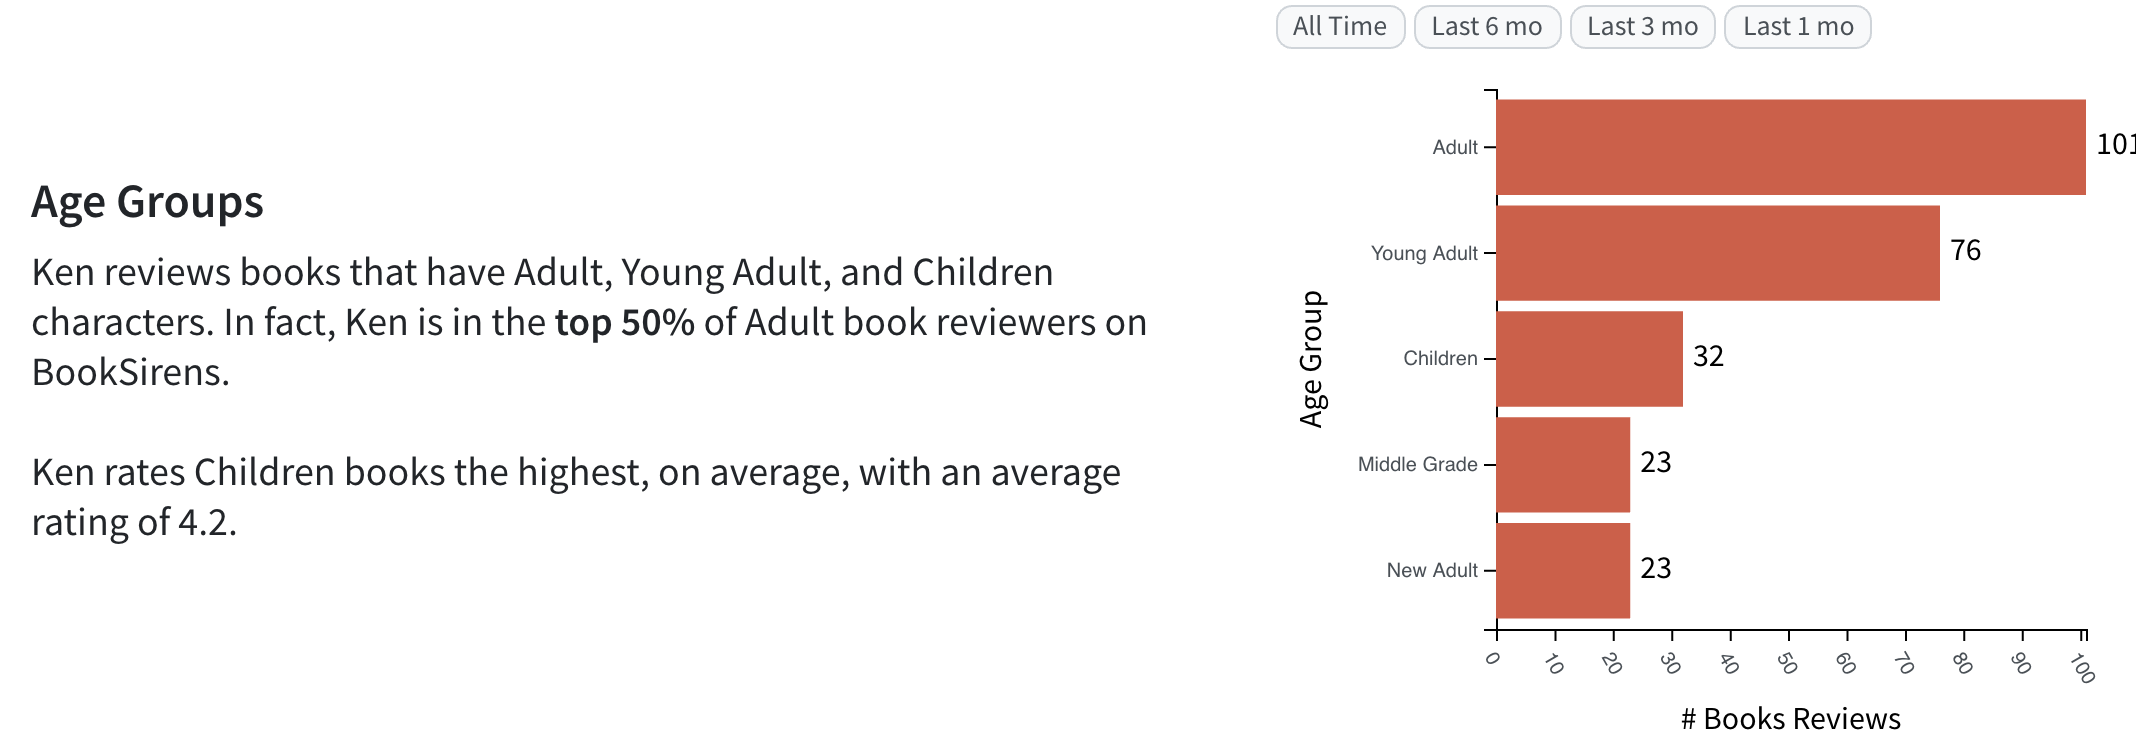 All Time
Last 6 mo
Last 3 mo
Last 1 mo
Age Groups
Ken reviews books that have Adult, Young Adult, and Children
characters. In fact, Ken is in the top 50% of Adult book reviewers on
BookSirens.
Ken rates Children books the highest, on average, with an average
rating of 4.2.
Age Group
Adult
101
Young Adult
76
Children
32
Middle Grade
23
New Adult
23
0
10
20
30
40
50
60
70
80
90
100
# Books Reviews